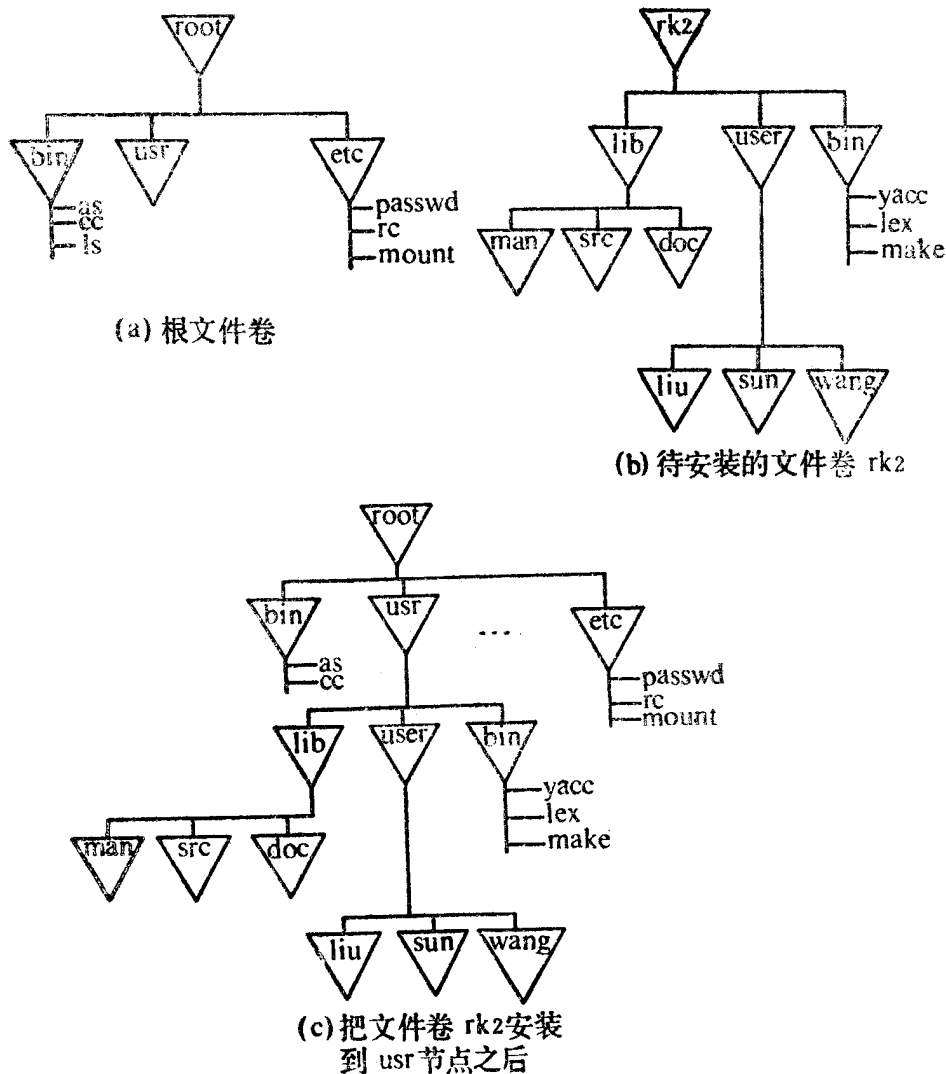 root
bin
usr
etc
as
cc
ls
passwd
rc
mount
(a) 根文件卷
rk2
lib
user
bin
man
src
doc
yacc
lex
make
liu
sun
wang
(b) 待安装的文件卷 rk2
root
bin
usr
....
etc
as
cc
passwd
rc
mount
lib
user
bin
yacc
lex
make
man
src
doc
liu
sun
wang
(c) 把文件卷 rk2安装
到 usr节点之后